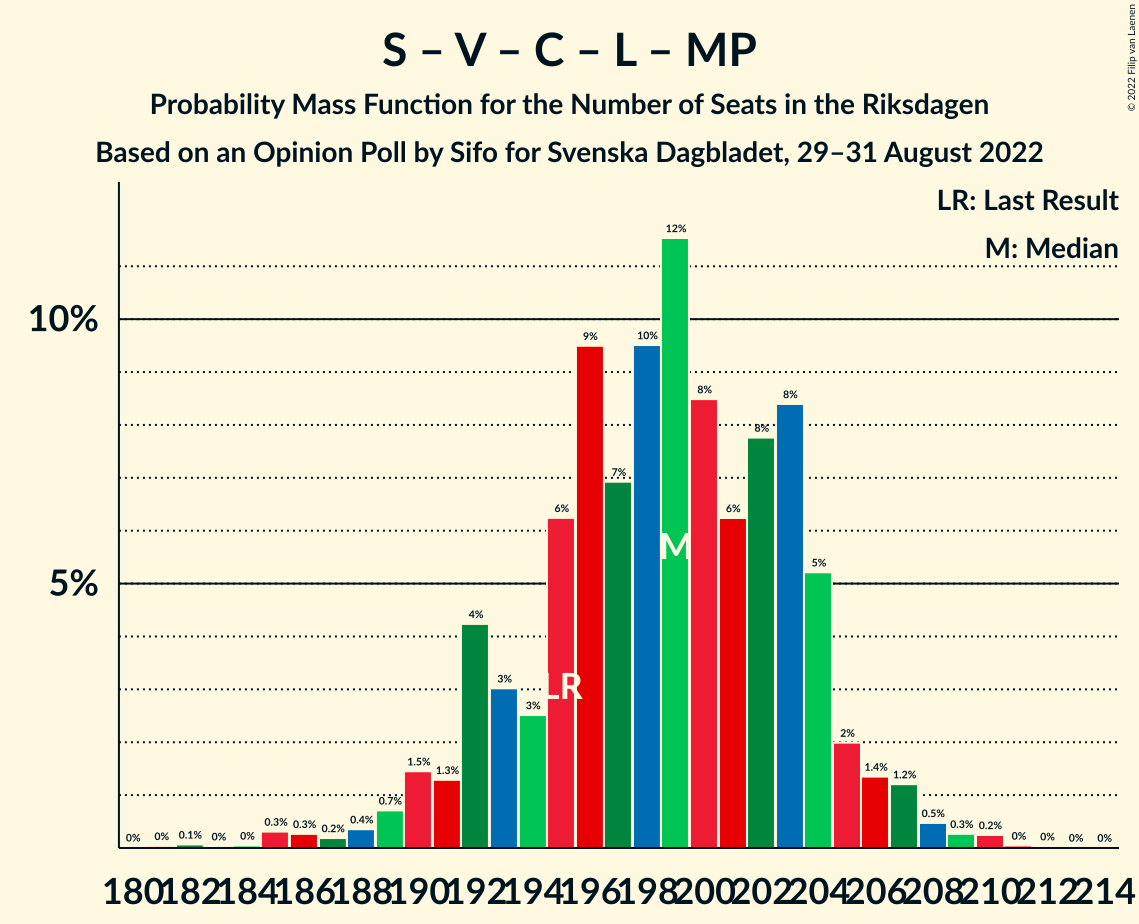 S – V – C – L – MP
Probability Mass Function for the Number of Seats in the Riksdagen
Based on an Opinion Poll by Sifo for Svenska Dagbladet, 29–31 August 2022
© 2022 Filip van Laenen
LR: Last Result
M: Median
10%
5%
0% 0% 0.1% 0% 0% 0.3% 0.3% 0.2% 0.4% 0.7% 1.5% 1.3% 4% 3% 3% 6% 9% 7% 10% 12% 8% 6% 8% 8% 5% 2% 1.4% 1.2% 0.5% 0.3% 0.2% 0% 0% 0% 0%
M
LR
180 182 184 186 188 190 192 194 196 198 200 202 204 206 208 210 212 214